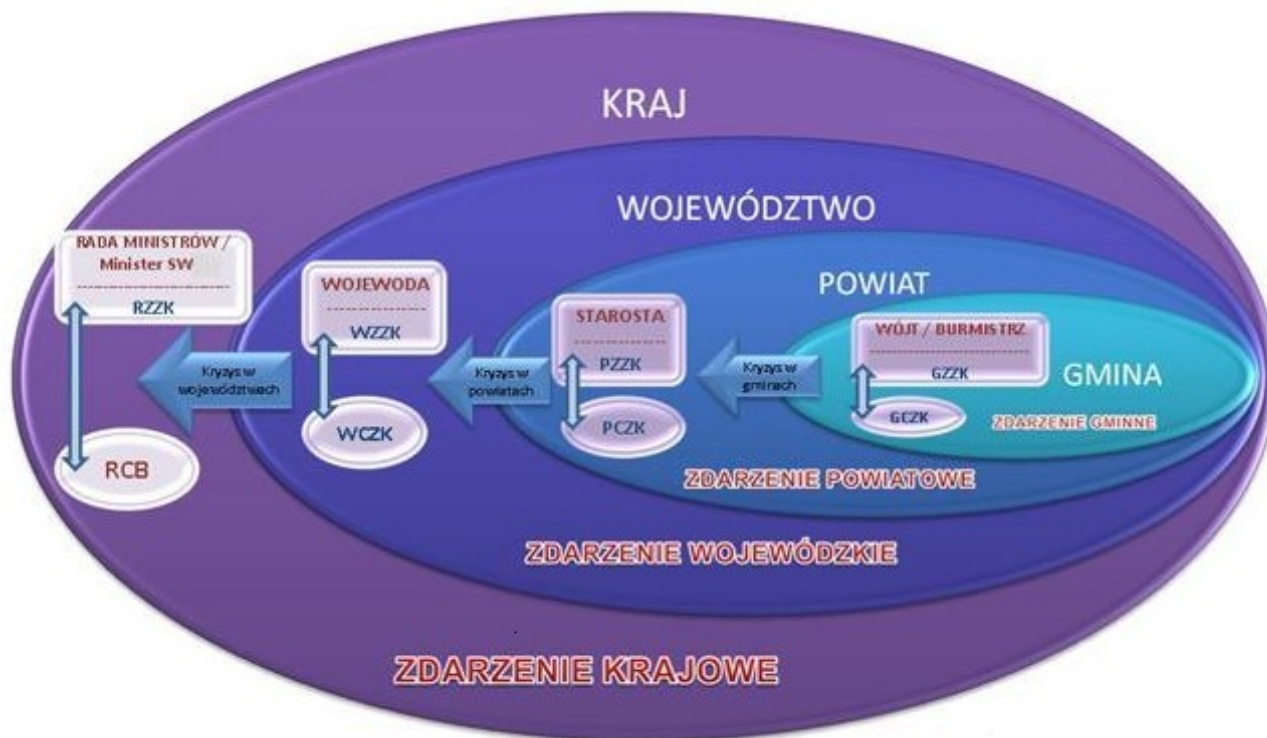 KRAJ
WOJEWÓDZTWO
POWIAT
GMINA
RADA MINISTRÓW /
Minister SW
RZZK
RCB
Kryzys w
województwach
WOJEWODA
WZZK
WCZK
Kryzys w
powiatach
STAROSTA
PZZK
PCZK
Kryzys w
gminach
WÓJT / BURMISTRZ
GZZK
GCZK
ZDARZENIE GMINNE
ZDARZENIE POWIATOWE
ZDARZENIE WOJEWÓDZKIE
ZDARZENIE KRAJOWE